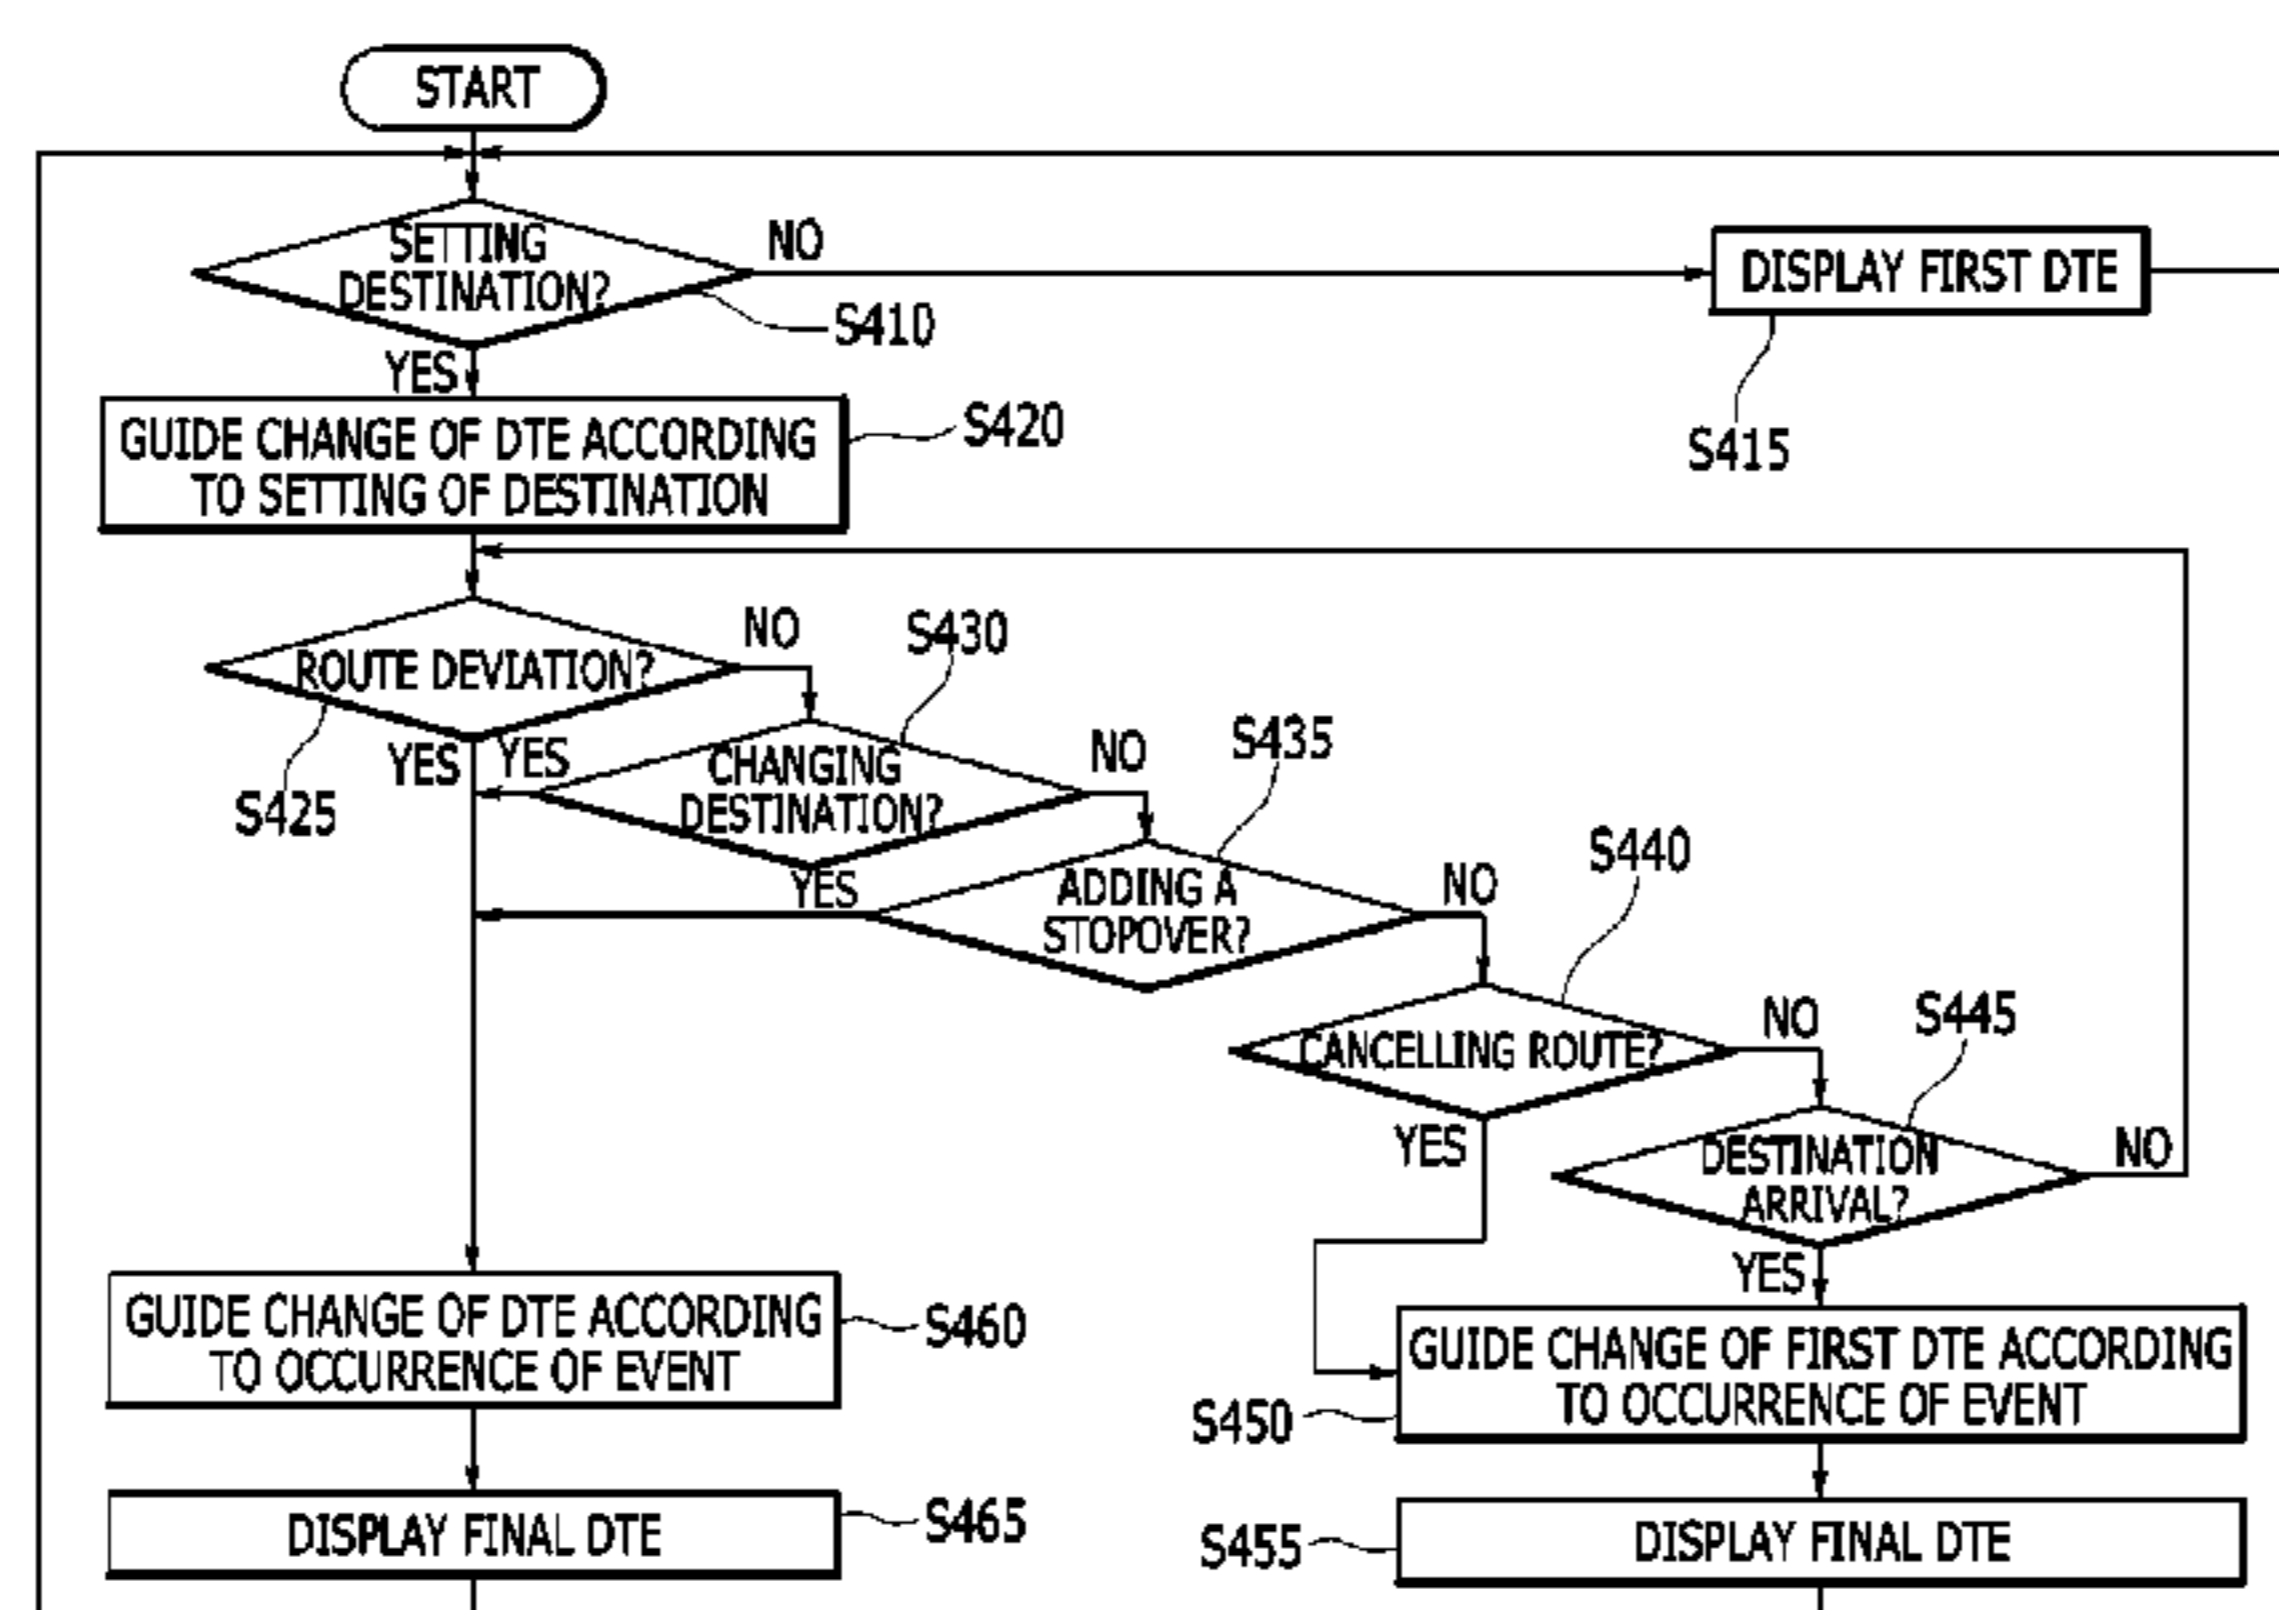 START
SETTING
DESTINATION?
NO
S410
DISPLAY FIRST DTE
S415
YES
GUIDE CHANGE OF DTE ACCORDING
TO SETTING OF DESTINATION
S420
ROUTE DEVIATION?
NO
S425
YES
YES
S430
CHANGING
DESTINATION?
NO
S435
YES
ADDING A
STOPOVER?
NO
S440
CANCELLING ROUTE?
NO
S445
YES
DESTINATION
ARRIVAL?
NO
YES
GUIDE CHANGE OF DTE ACCORDING
TO OCCURRENCE OF EVENT
S460
GUIDE CHANGE OF FIRST DTE ACCORDING
TO OCCURRENCE OF EVENT
S450
DISPLAY FINAL DTE
S465
S455
DISPLAY FINAL DTE